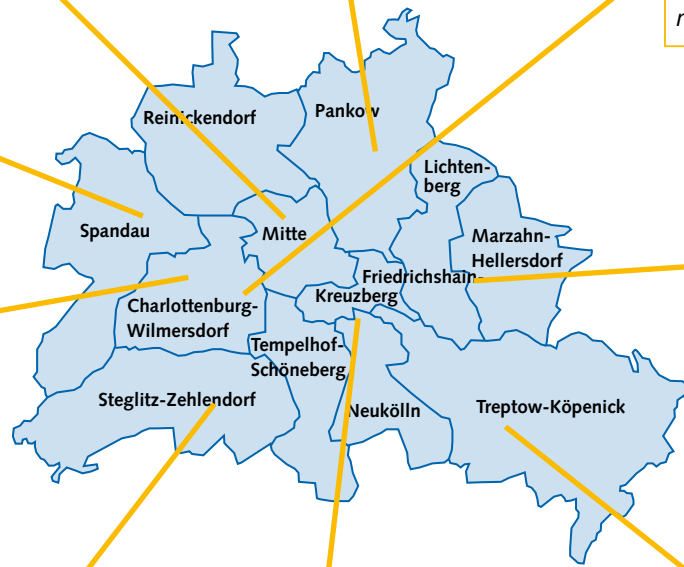 Reinickendorf
Pankow
Lichten-
berg
Spandau
Mitte
Marzahn-
Hellersdorf
Friedrichshain-
Kreuzberg
Charlottenburg-
Wilmersdorf
Tempelhof-
Schöneberg
Steglitz-Zehlendorf
Neukölln
Treptow-Köpenick